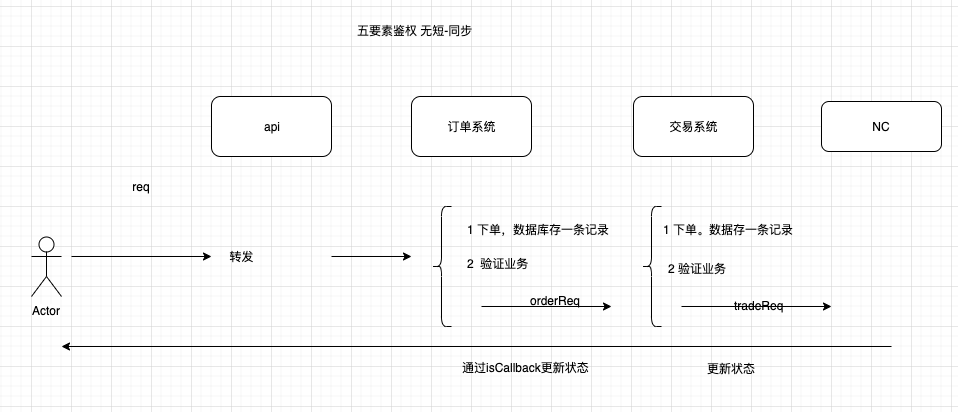 五要素鉴权 无短-同步
api
订单系统
交易系统
NC
req
1 下单，数据库存一条记录
1 下单。数据存一条记录
转发
2 验证业务
2 验证业务
orderReq
tradeReq
Actor
通过isCallback更新状态
更新状态